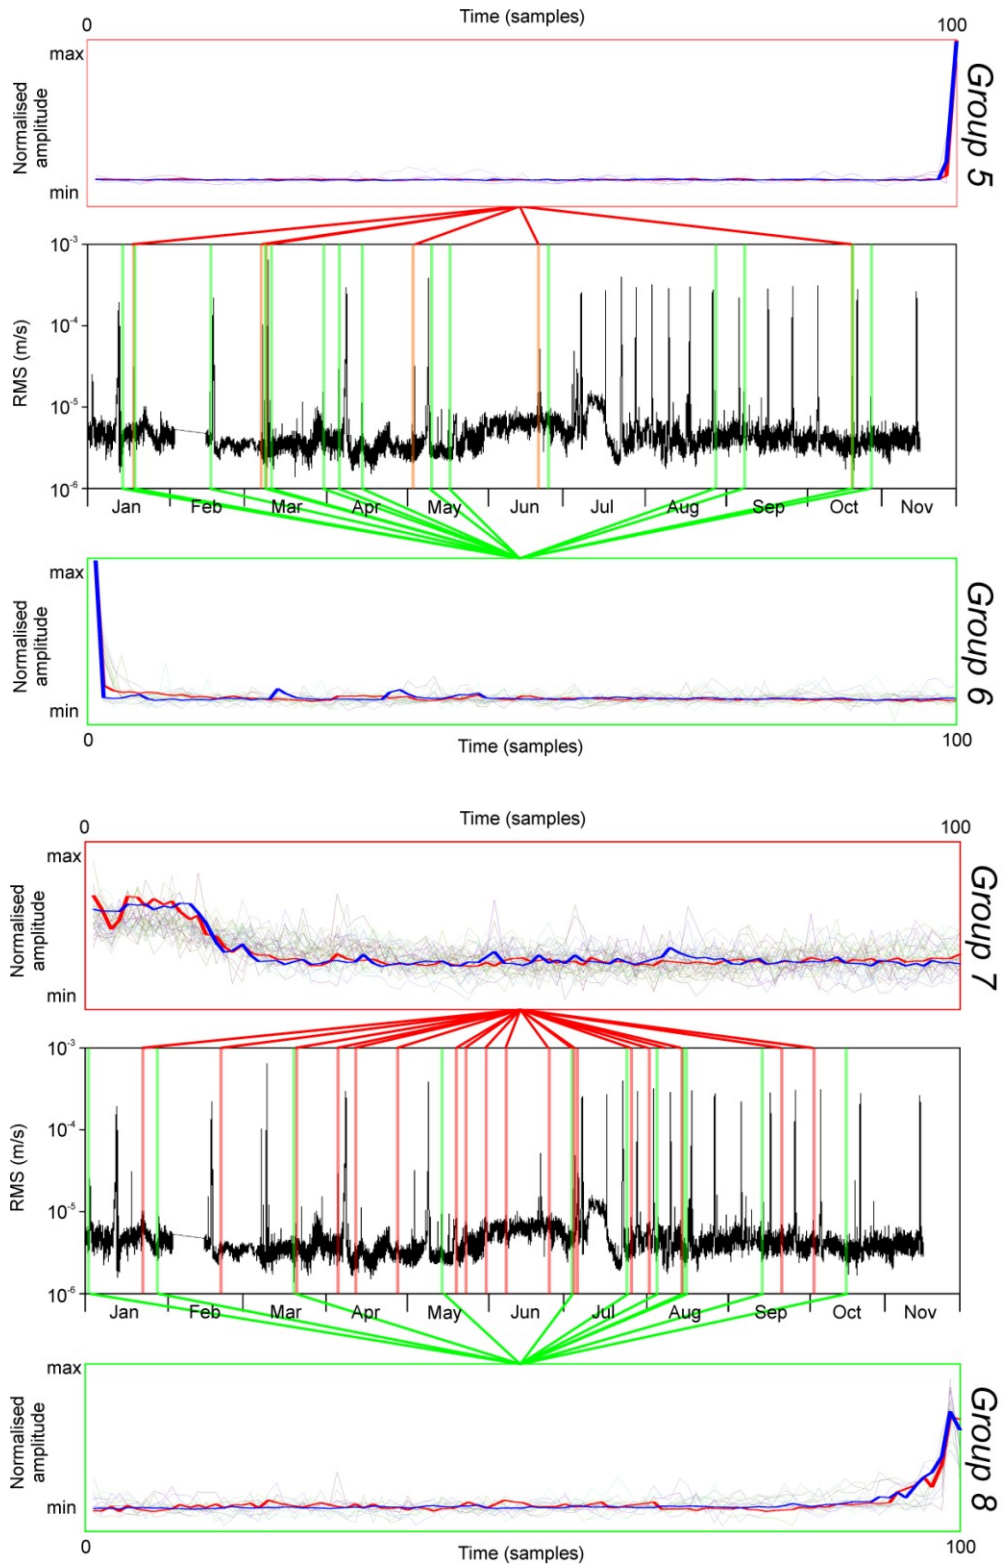 Time (samples)
0
100
max
Normalised
amplitude
min
Group 5
10-3
10-4
RMS (m/s)
10-5
10-6
Jan Feb Mar Apr May Jun Jul Aug Sep Oct Nov
max
Normalised
amplitude
min
Group 6
0
Time (samples)
100
Time (samples)
0
100
max
Normalised
amplitude
min
Group 7
10-3
10-4
RMS (m/s)
10-5
10-6
Jan Feb Mar Apr May Jun Jul Aug Sep Oct Nov
max
Normalised
amplitude
min
Group 8
0
Time (samples)
100